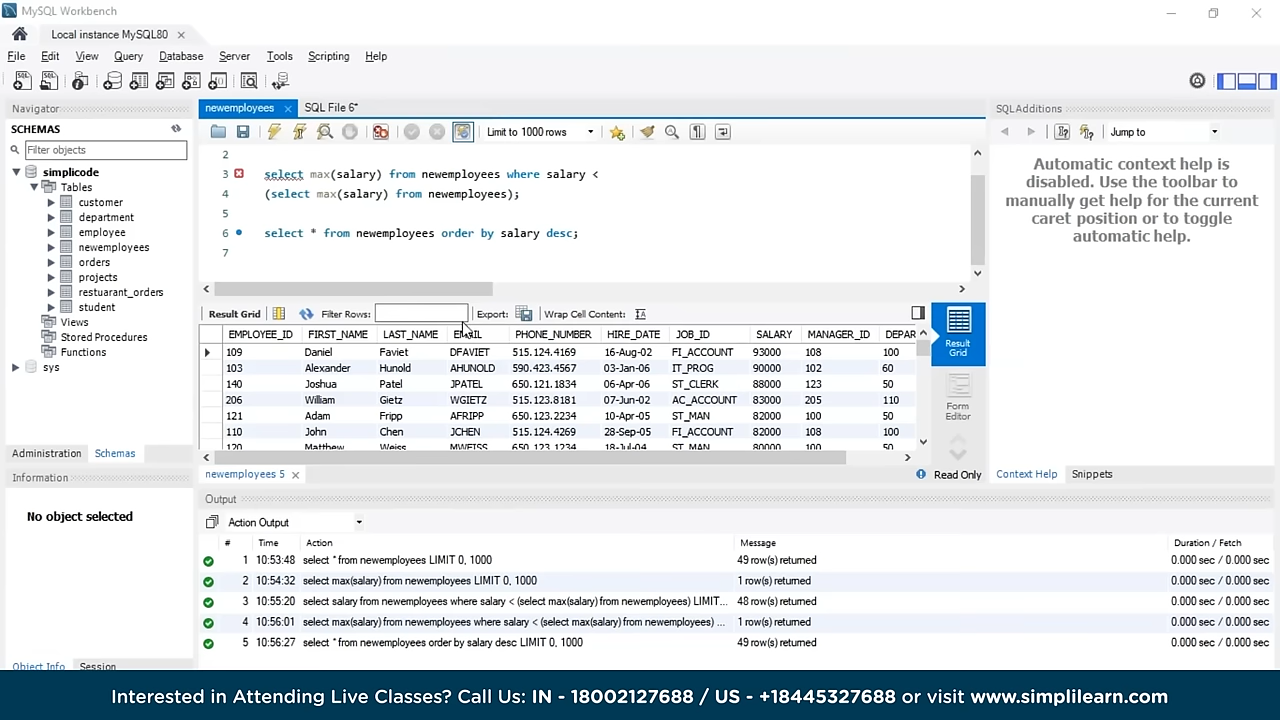 MySQL Workbench
Local instance MySQL80
File Edit View Query Database Server Tools Scripting Help
Navigator
SCHEMAS
Filter objects
simplicode
Tables
customer
department
employee
newemployees
orders
projects
restuarant_orders
student
Views
Stored Procedures
Functions
sys
Administration Schemas
Information
No object selected
Object Info Session
newemployees SQL File 6*
Limit to 1000 rows
2
3 select max(salary) from newemployees where salary <
4 (select max(salary) from newemployees);
5
6 select * from newemployees order by salary desc;
7
Result Grid Filter Rows: Export: Wrap Cell Content:
EMPLOYEE_ID FIRST_NAME LAST_NAME EMAIL PHONE_NUMBER HIRE_DATE JOB_ID SALARY MANAGER_ID DEPAR
109 Daniel Faviet DFAVIET 515.124.4169 16-Aug-02 FI_ACCOUNT 93000 108 100
103 Alexander Hunold AHUNOLD 590.423.4567 03-Jan-06 IT_PROG 90000 102 60
140 Joshua Patel JPATEL 650.121.1834 06-Apr-06 ST_CLERK 88000 123 50
206 William Gietz WGIETZ 515.123.8181 07-Jun-02 AC_ACCOUNT 83000 205 110
121 Adam Fripp AFRIPP 650.123.2234 10-Apr-05 ST_MAN 82000 100 50
110 John Chen JCHEN 515.124.4269 28-Sep-05 FI_ACCOUNT 82000 108 100
120 Matthew Weiss MWEISS 650.123.1234 18-Jul-04 ST_MAN 80000 100 50
Result Grid
Form Editor
newemployees 5
Read Only
SQLAdditions
Jump to
Automatic context help is
disabled. Use the toolbar to
manually get help for the current
caret position or to toggle
automatic help.
Context Help Snippets
Output
Action Output
# Time Action Message Duration / Fetch
1 10:53:48 select * from newemployees LIMIT 0, 1000 49 row(s) returned 0.000 sec / 0.000 sec
2 10:54:32 select max(salary) from newemployees LIMIT 0, 1000 1 row(s) returned 0.000 sec / 0.000 sec
3 10:55:20 select salary from newemployees where salary < (select max(salary) from newemployees) LIMIT... 48 row(s) returned 0.000 sec / 0.000 sec
4 10:56:01 select max(salary) from newemployees where salary < (select max(salary) from newemployees) ... 1 row(s) returned 0.000 sec / 0.000 sec
5 10:56:27 select * from newemployees order by salary desc LIMIT 0, 1000 49 row(s) returned 0.000 sec / 0.000 sec
Interested in Attending Live Classes? Call Us: IN - 18002127688 / US - +18445327688 or visit www.simplilearn.com